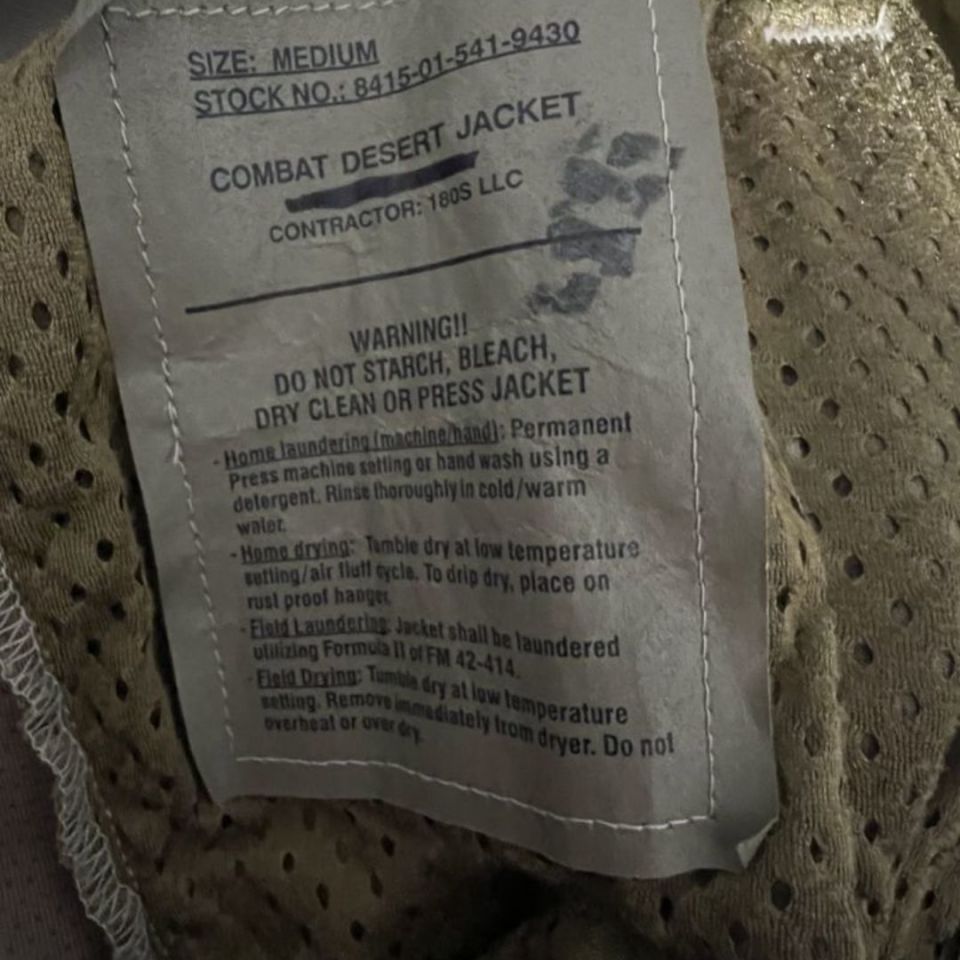 SIZE: MEDIUM
STOCK NO.: 8415-01-541-9430
COMBAT DESERT JACKET
CONTRACTOR: 180S LLC
WARNING!!
DO NOT STARCH, BLEACH,
DRY CLEAN OR PRESS JACKET
- Home laundering (machine/hand): Permanent
Press machine setting or hand wash using a
detergent. Rinse thoroughly in cold/warm
water.
- Home drying: Tumble dry at low temperature
setting/air fluff cycle. To drip dry, place on
rust proof hanger.
- Field Laundering: Jacket shall be laundered
utilizing Formula II of FM 42-414.
- Field Drying: Tumble dry at low temperature
setting. Remove immediately from dryer. Do not
overheat or over dry.